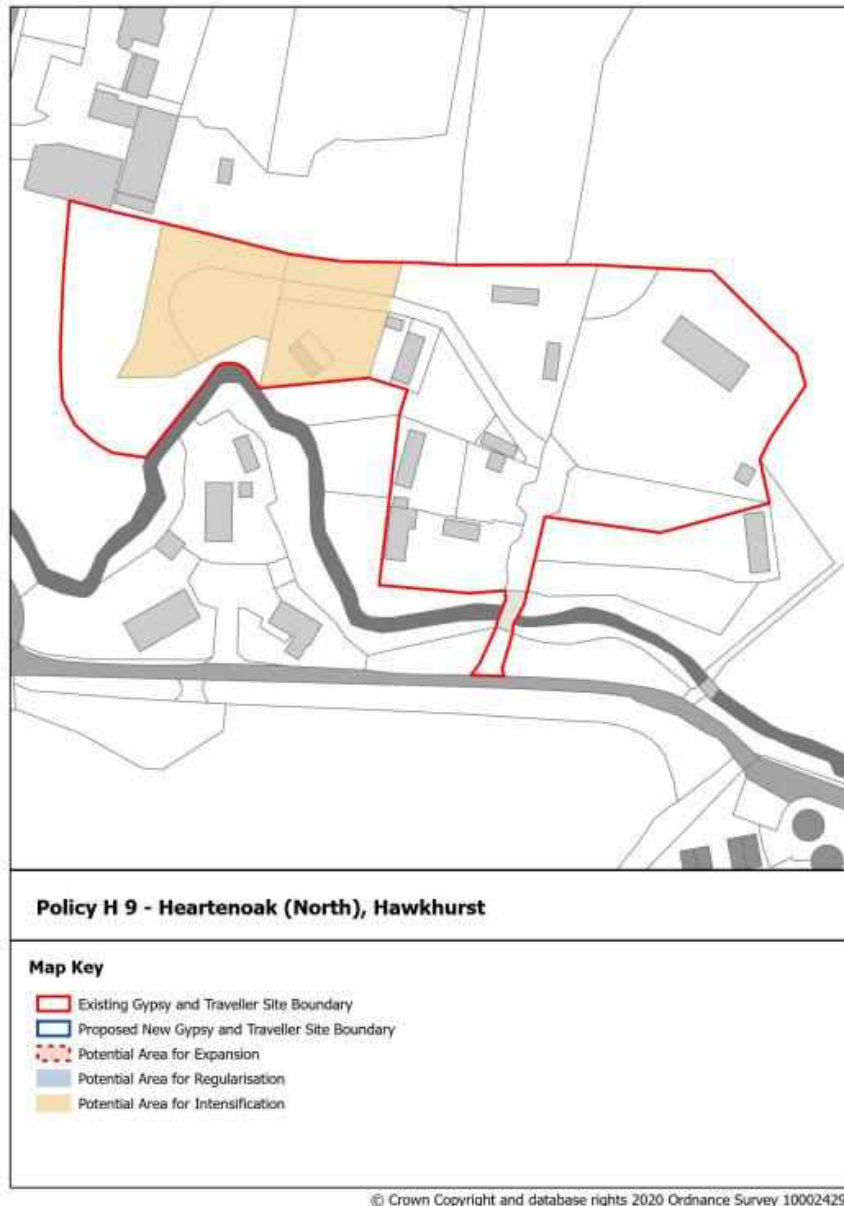 Policy H 9 - Heartenoak (North), Hawkhurst
Map Key
Existing Gypsy and Traveller Site Boundary
Proposed New Gypsy and Traveller Site Boundary
Potential Area for Expansion
Potential Area for Regularisation
Potential Area for Intensification
© Crown Copyright and database rights 2020 Ordnance Survey 10002429